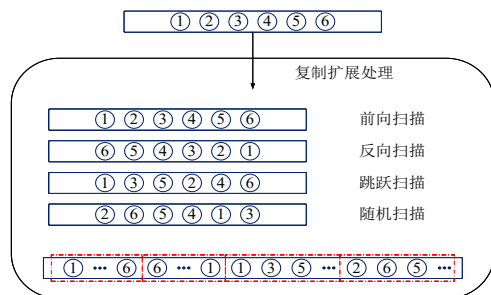 ① ② ③ ④ ⑤ ⑥
复制扩展处理
① ② ③ ④ ⑤ ⑥ 前向扫描
⑥ ⑤ ④ ③ ② ① 反向扫描
① ③ ⑤ ② ④ ⑥ 跳跃扫描
② ⑥ ⑤ ④ ① ③ 随机扫描
① ··· ⑥ ⑥ ··· ① ① ③ ⑤ ··· ② ⑥ ⑤ ···